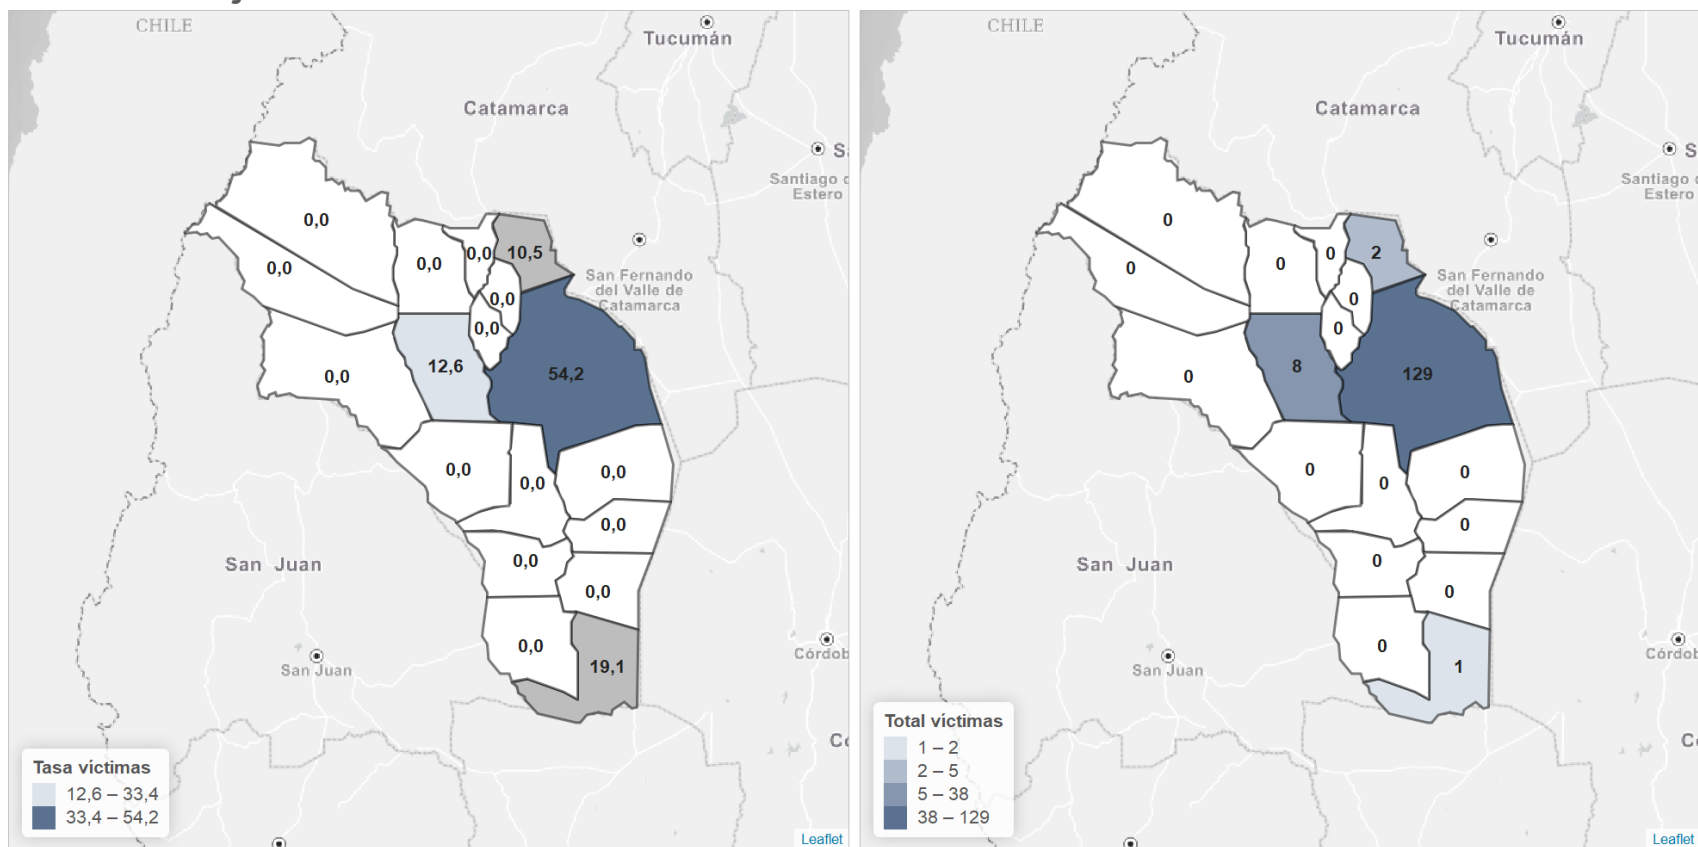 CHILE
Tucumán
Catamarca
Santiago
Estero
0,0
0,0
0,0
0,0
10,5
San Fernando
del Valle de
Catamarca
0,0
0,0
0,0
12,6
54,2
0,0
0,0
0,0
0,0
0,0
San Juan
0,0
0,0
19,1
San Juan
Córdob
Tasa víctimas
12,6 – 33,4
33,4 – 54,2
Leaflet
CHILE
Tucumán
Catamarca
Santiago
Estero
0
0
0
0
2
San Fernando
del Valle de
Catamarca
0
0
0
8
129
0
0
0
0
0
San Juan
0
0
1
San Juan
Córdob
Total víctimas
1 – 2
2 – 5
5 – 38
38 – 129
Leaflet